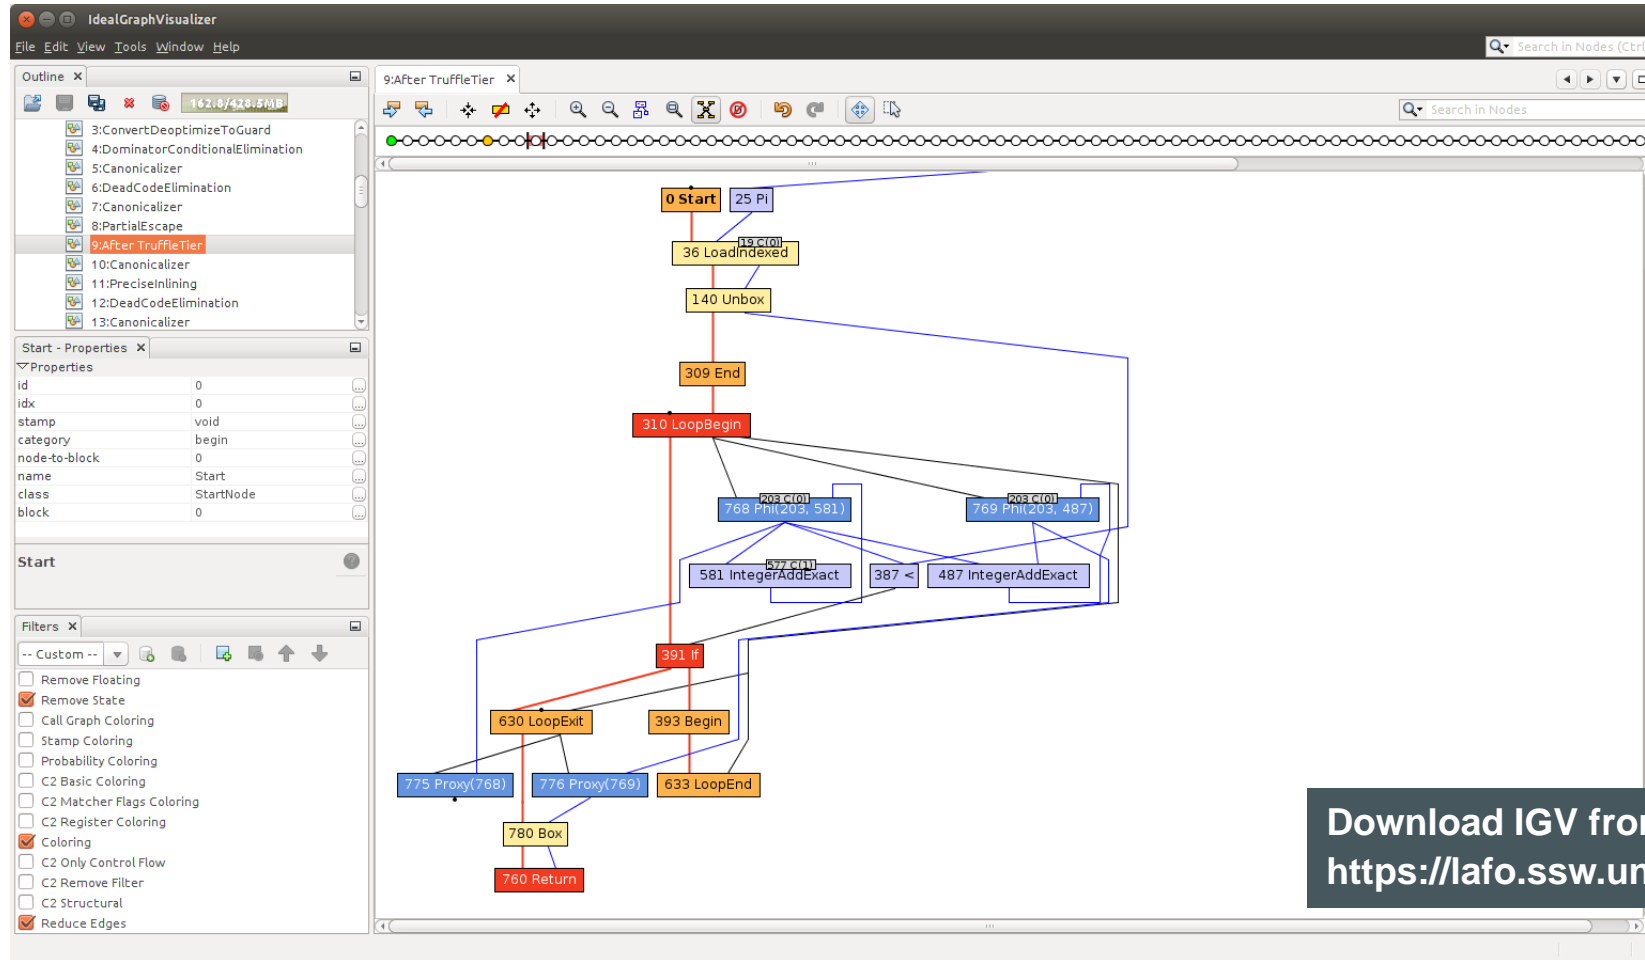 IdealGraphVisualizer
File Edit View Tools Window Help
Search in Nodes (Ctrl
Outline
162.8/428.5MB
3:ConvertDeoptimizeToGuard
4:DominatorConditionalElimination
5:Canonicalizer
6:DeadCodeElimination
7:Canonicalizer
8:PartialEscape
9:After TruffleTier
10:Canonicalizer
11:PreciseInlining
12:DeadCodeElimination
13:Canonicalizer
Start - Properties
Properties
id 0
idx 0
stamp void
category begin
node-to-block 0
name Start
class StartNode
block 0
Start
Filters
-- Custom --
Remove Floating
Remove State
Call Graph Coloring
Stamp Coloring
Probability Coloring
C2 Basic Coloring
C2 Matcher Flags Coloring
C2 Register Coloring
Coloring
C2 Only Control Flow
C2 Remove Filter
C2 Structural
Reduce Edges
9:After TruffleTier
Search in Nodes
0 Start
25 Pi
19 C(0)
36 LoadIndexed
140 Unbox
309 End
310 LoopBegin
203 C(0)
768 Phi(203, 581)
203 C(0)
769 Phi(203, 487)
577 C(1)
581 IntegerAddExact
387 <
487 IntegerAddExact
391 If
630 LoopExit
393 Begin
775 Proxy(768)
776 Proxy(769)
633 LoopEnd
780 Box
760 Return
Download IGV from
https://lafo.ssw.un